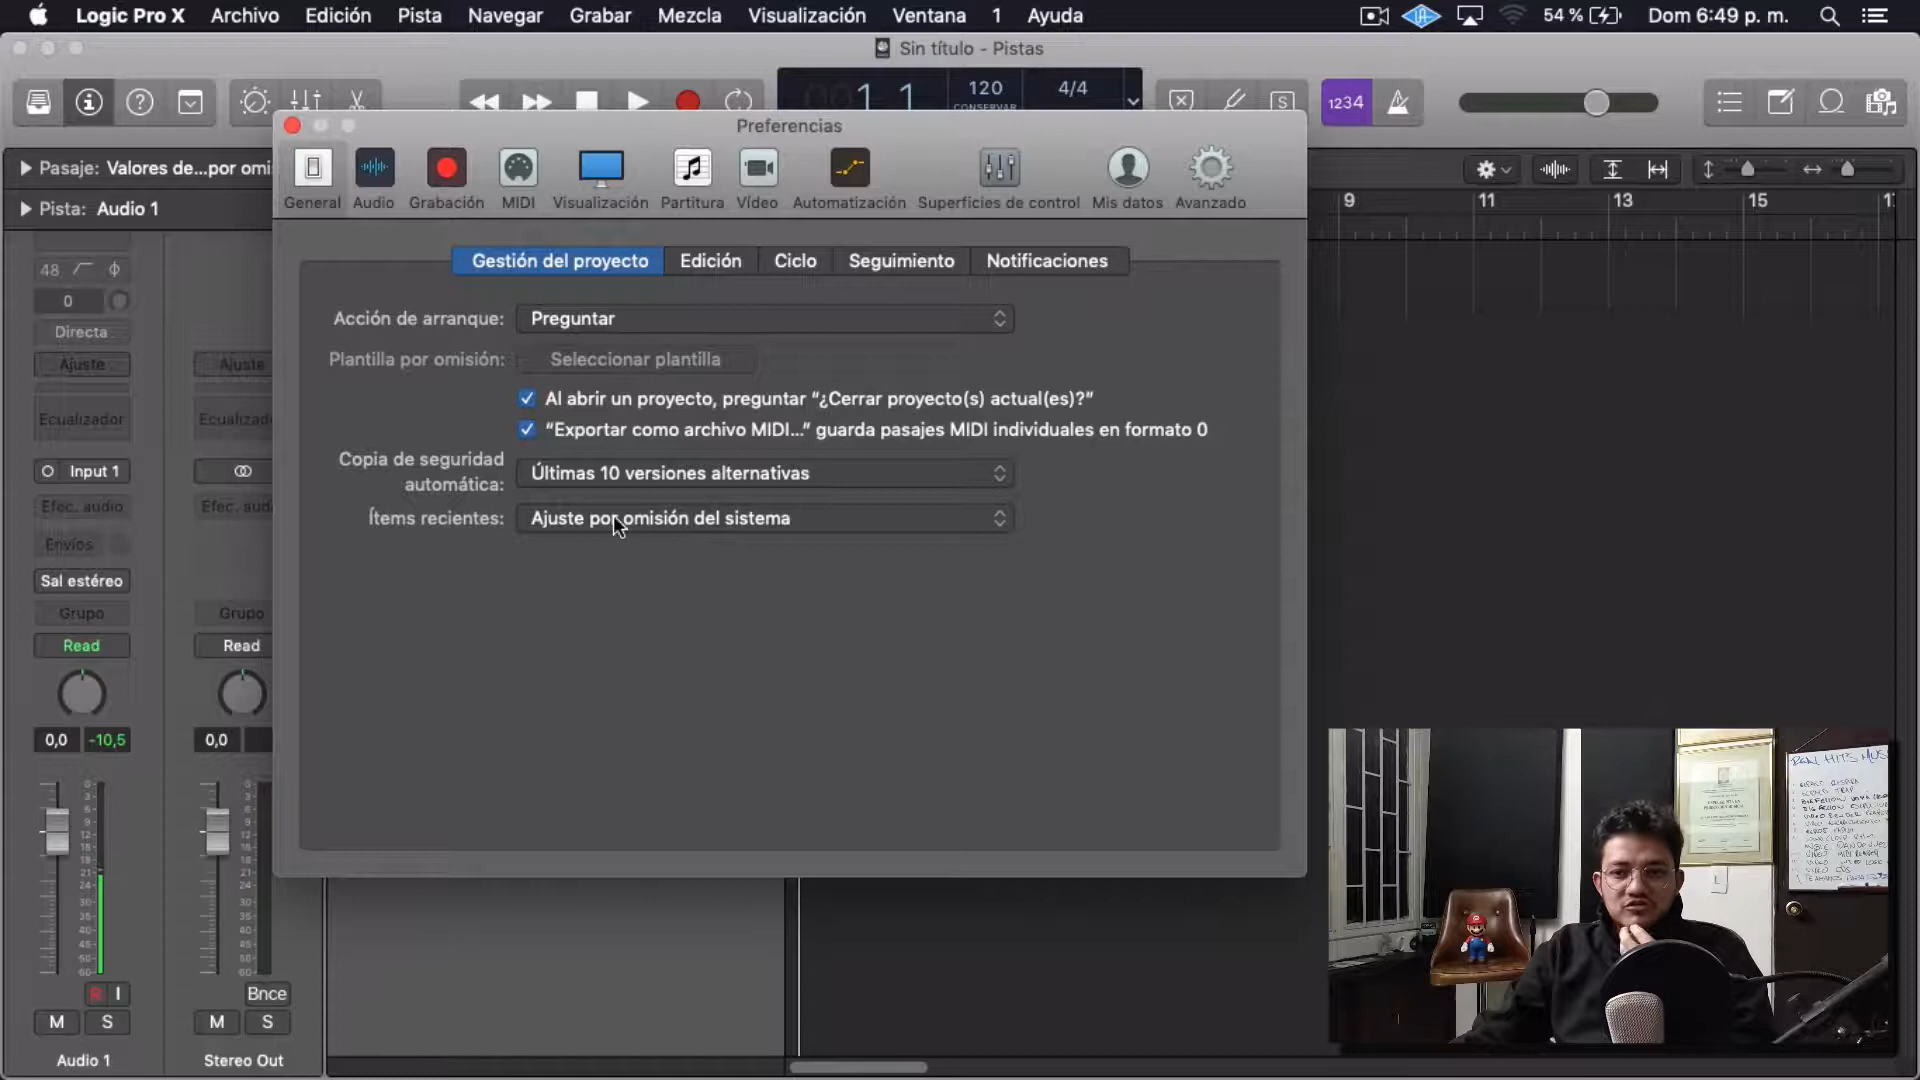 Logic Pro X Archivo Edición Pista Navegar Grabar Mezcla Visualización Ventana 1 Ayuda
54 % Dom 6:49 p. m.
Sin título - Pistas
1 1 120 4/4
CONSERVAR
S 1234
Preferencias
Pasaje: Valores de...por omi
Pista: Audio 1
General Audio Grabación MIDI Visualización Partitura Vídeo Automatización Superficies de control Mis datos Avanzado
9 11 13 15
Gestión del proyecto Edición Ciclo Seguimiento Notificaciones
Acción de arranque: Preguntar
Plantilla por omisión: Seleccionar plantilla
Al abrir un proyecto, preguntar “¿Cerrar proyecto(s) actual(es)?”
“Exportar como archivo MIDI...” guarda pasajes MIDI individuales en formato 0
Copia de seguridad
automática: Últimas 10 versiones alternativas
Ítems recientes: Ajuste por omisión del sistema
48
0
Directa
Ajuste Ajuste
Ecualizador Ecualizad
Input 1
Efec. audio Efec. aud
Envíos
Sal estéreo
Grupo Grupo
Read Read
0,0 -10,5 0,0
R I Bnce
M S M S
Audio 1 Stereo Out